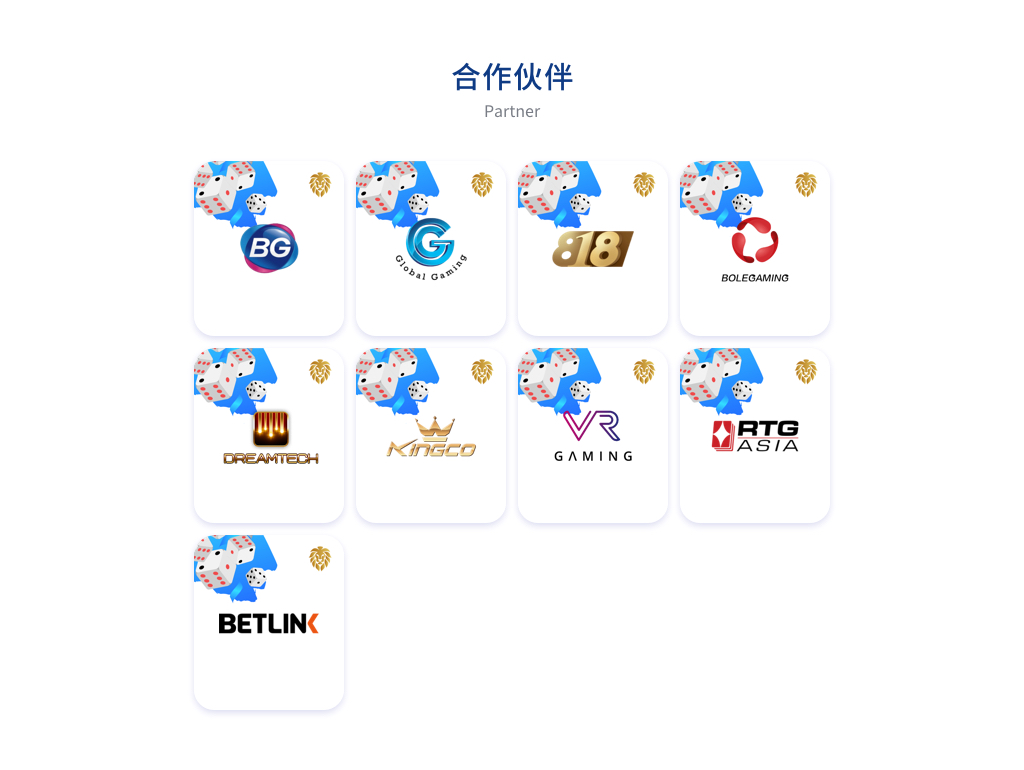 合作伙伴
Partner
BG
G
Global Gaming
818
BOLEGAMING
DREAMTECH
KINGCO
VR
GAMING
RTG
ASIA
BETLINK